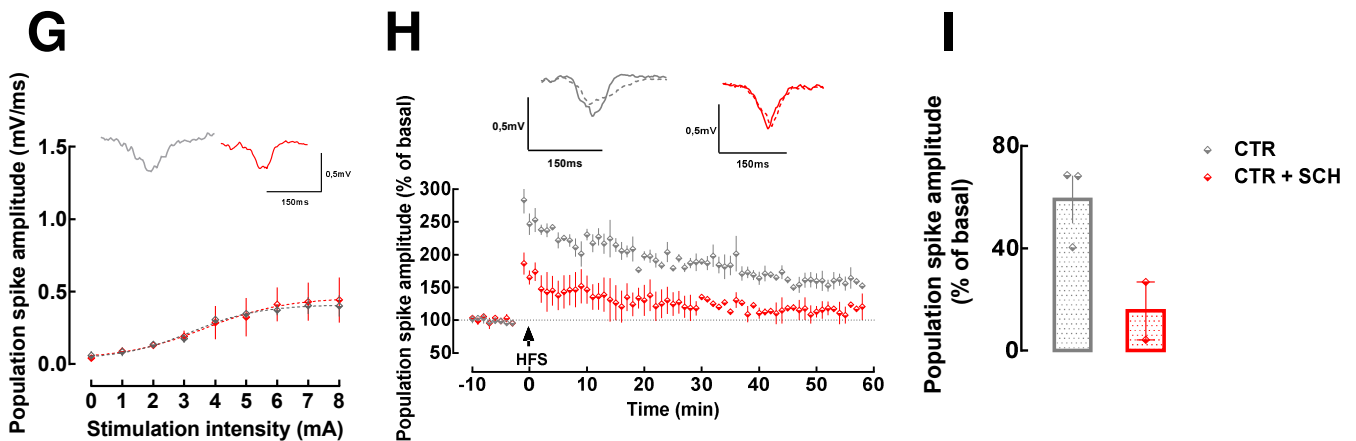 G
Population spike amplitude (mV/ms)
1.5
1.0
0.5
0.0
0,5mV
150ms
0 1 2 3 4 5 6 7 8
Stimulation intensity (mA)
H
Population spike amplitude (% of basal)
0,5mV
150ms
0,5mV
150ms
300
250
200
150
100
50
HFS
-10 0 10 20 30 40 50 60
Time (min)
I
Population spike amplitude
(% of basal)
80
40
0
CTR
CTR + SCH